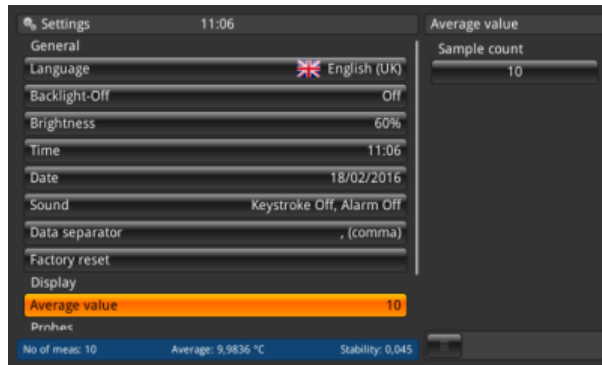 Settings 11:06
General
Language English (UK)
Backlight-Off Off
Brightness 60%
Time 11:06
Date 18/02/2016
Sound Keystroke Off, Alarm Off
Data separator , (comma)
Factory reset
Display
Average value 10
Probes
No of meas: 10 Average: 9,9836 °C Stability: 0,045
Average value
Sample count
10